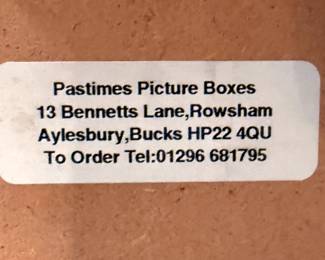 Pastimes Picture Boxes
13 Bennetts Lane,Rowsham
Aylesbury,Bucks HP22 4QU
To Order Tel:01296 681795